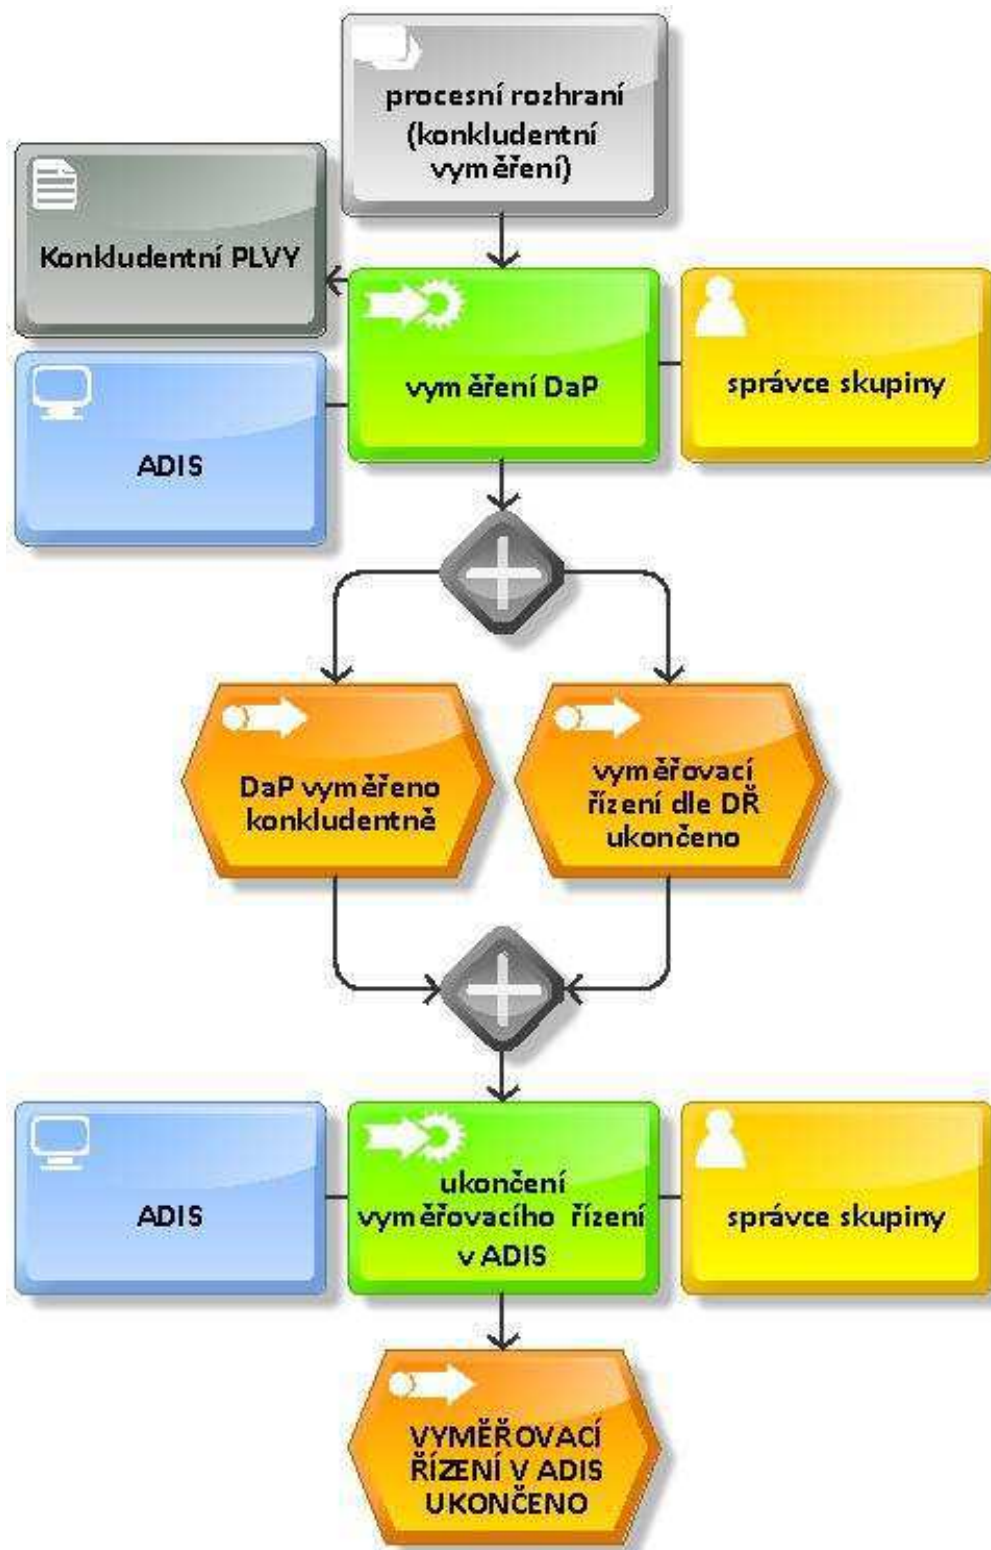 procesní rozhraní
(konkludentní
vyměření)
Konkludentní PLVY
vyměření DaP
správce skupiny
ADIS
DaP vyměřeno
konkludentně
vyměřovací
řízení dle DŘ
ukončeno
ADIS
ukončení
vyměřovacího řízení
v ADIS
správce skupiny
VYMĚŘOVACÍ
ŘÍZENÍ V ADIS
UKONČENO